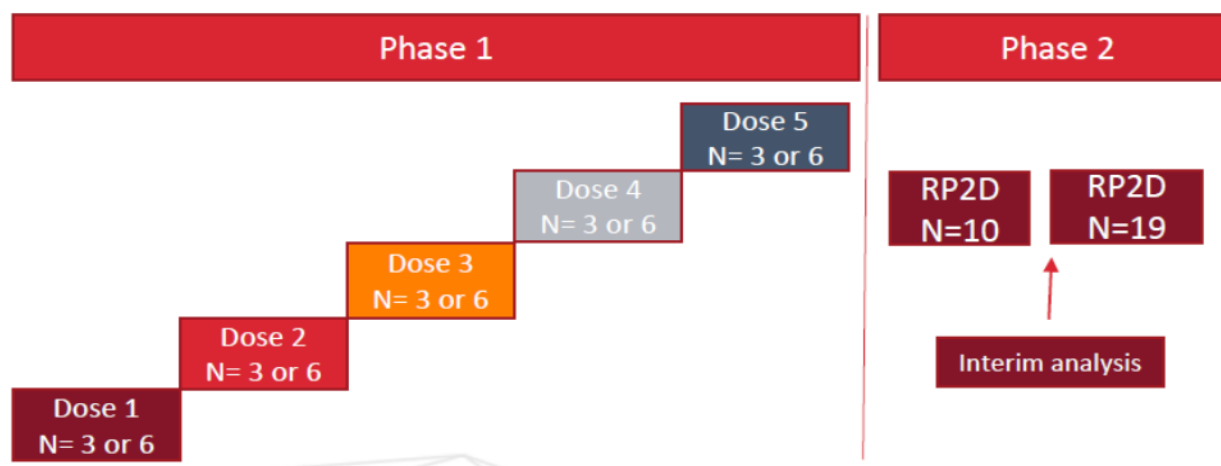 Phase 1
Phase 2
Dose 5
N= 3 or 6
Dose 4
N= 3 or 6
Dose 3
N= 3 or 6
Dose 2
N= 3 or 6
Dose 1
N= 3 or 6
RP2D
N=10
RP2D
N=19
Interim analysis